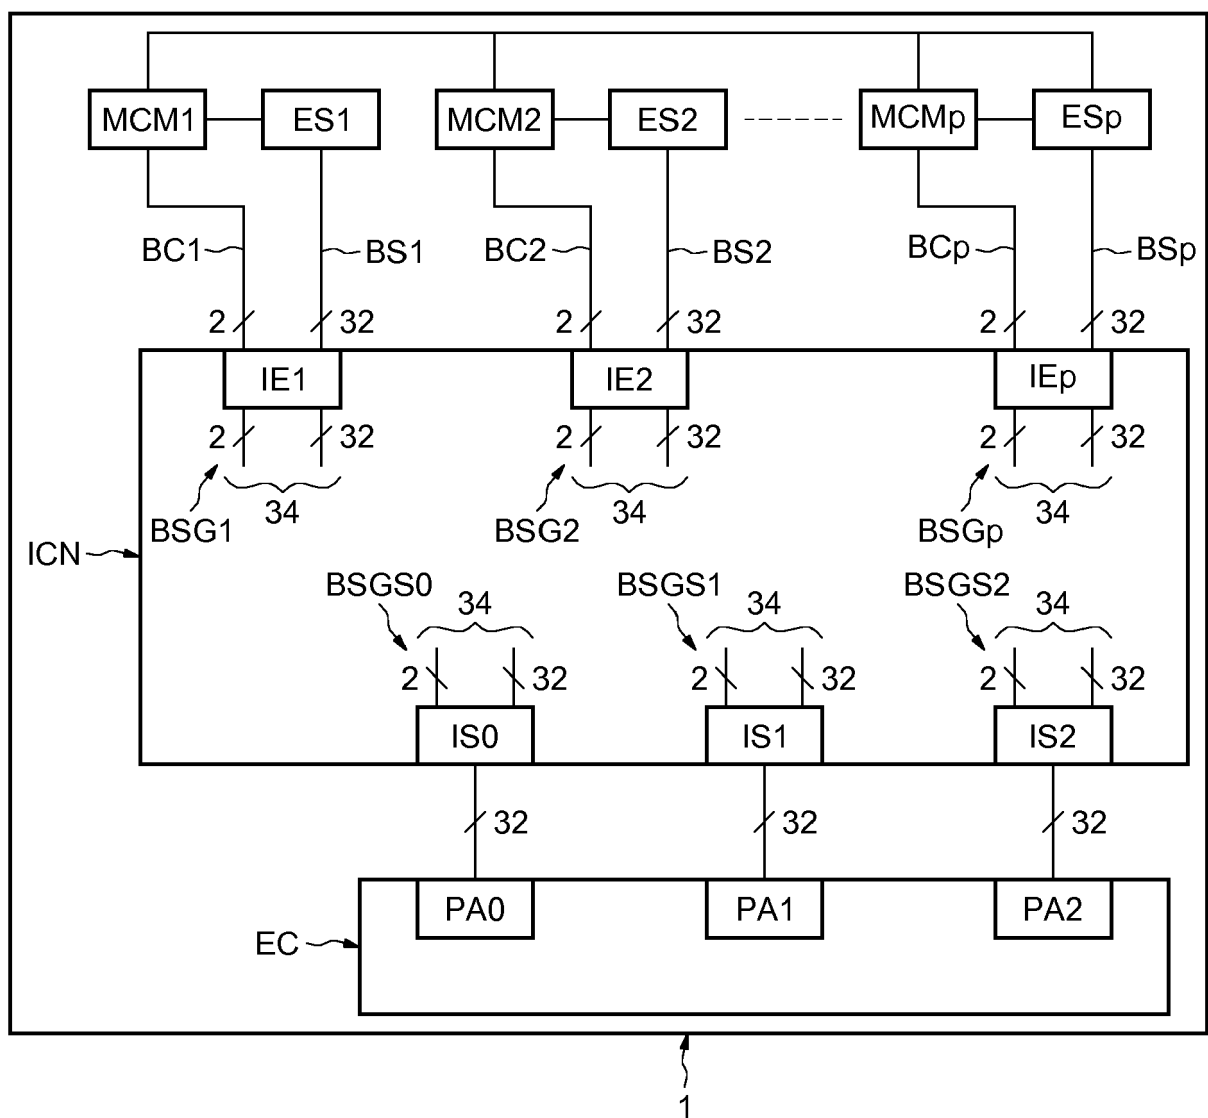 MCM1 ES1 MCM2 ES2 MCMp ESp
BC1 BS1 BC2 BS2 BCp BSp
2 32 2 32 2 32
IE1 IE2 IEp
2 32 2 32 2 32
34 34 34
BSG1 BSG2 BSGp
ICN
BSGS0 BSGS1 BSGS2
34 34 34
2 32 2 32 2 32
IS0 IS1 IS2
32 32 32
PA0 PA1 PA2
EC
1